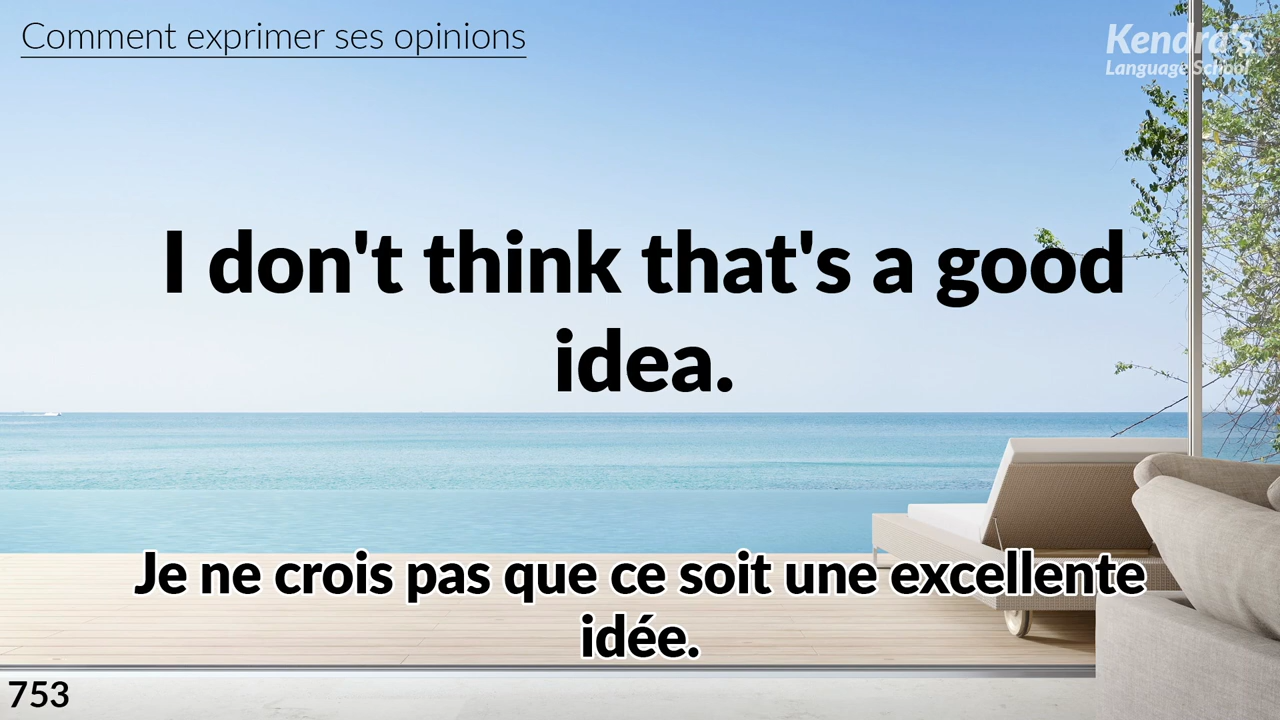 Comment exprimer ses opinions
Kendra's
Language School
I don't think that's a good
idea.
Je ne crois pas que ce soit une excellente
idée.
753